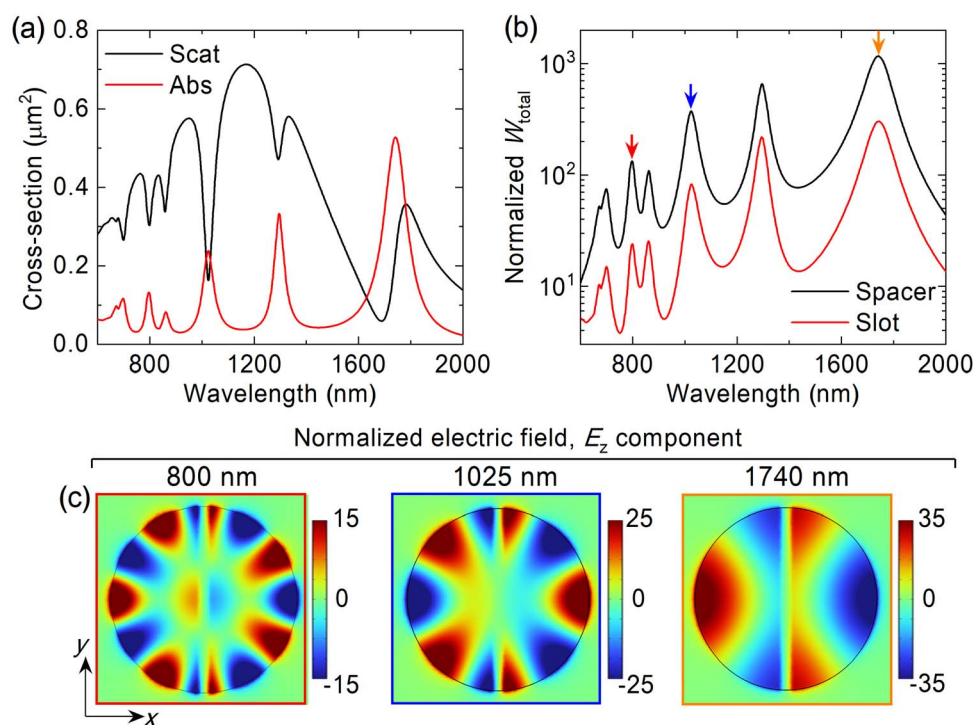 (a)
Scat
Abs
Cross-section (μm²)
0.8
0.6
0.4
0.2
0.0
800 1200 1600 2000
Wavelength (nm)
(b)
Normalized W_total
10³
10²
10¹
Spacer
Slot
800 1200 1600 2000
Wavelength (nm)
Normalized electric field, E_z component
800 nm 1025 nm 1740 nm
(c)
15
0
-15
25
0
-25
35
0
-35
y
x